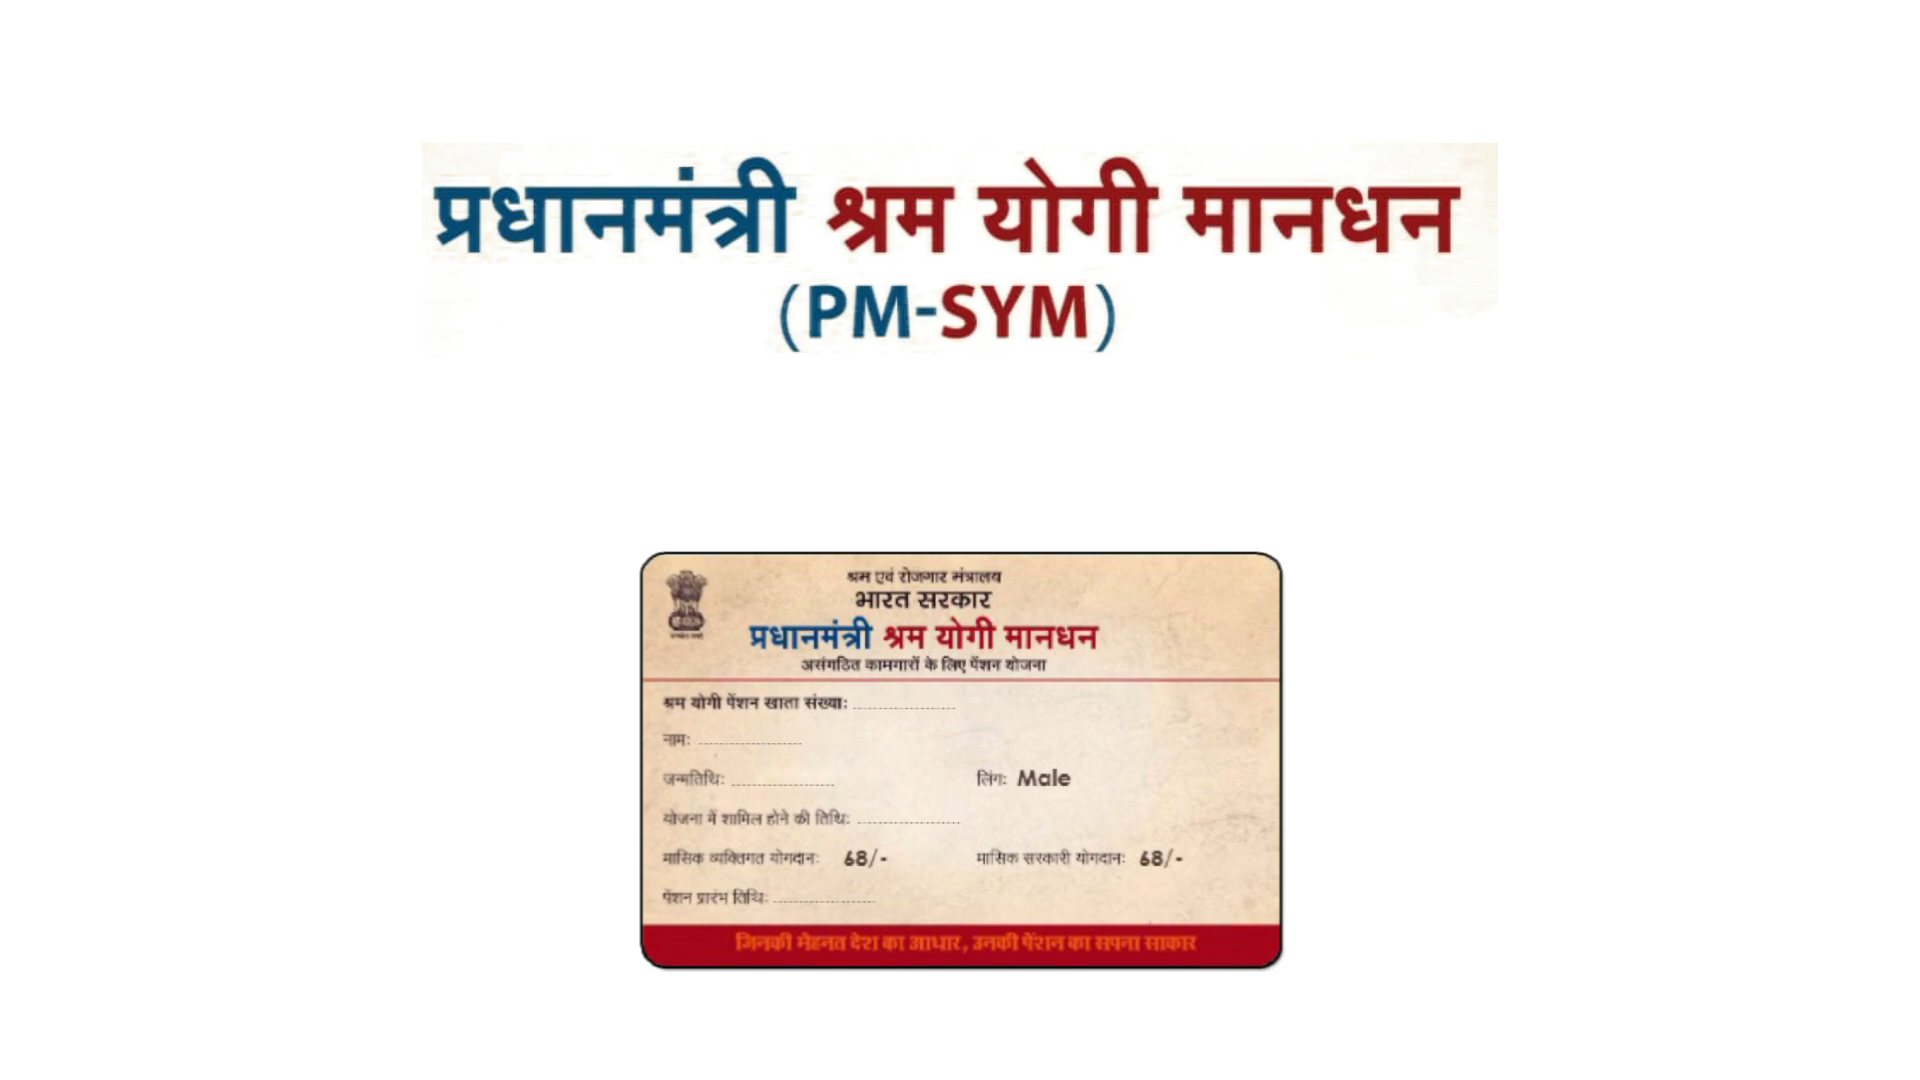 प्रधानमंत्री श्रम योगी मानधन
(PM-SYM)
श्रम एवं रोजगार मंत्रालय
भारत सरकार
प्रधानमंत्री श्रम योगी मानधन
असंगठित कामगारों के लिए पेंशन योजना
श्रम योगी पेंशन खाता संख्या:
नाम:
जन्मतिथि: लिंग: Male
योजना में शामिल होने की तिथि:
मासिक व्यक्तिगत योगदान: 68/- मासिक सरकारी योगदान: 68/-
पेंशन प्रारंभ तिथि:
जिनकी मेहनत देश का आधार, उनकी पेंशन का सपना साकार